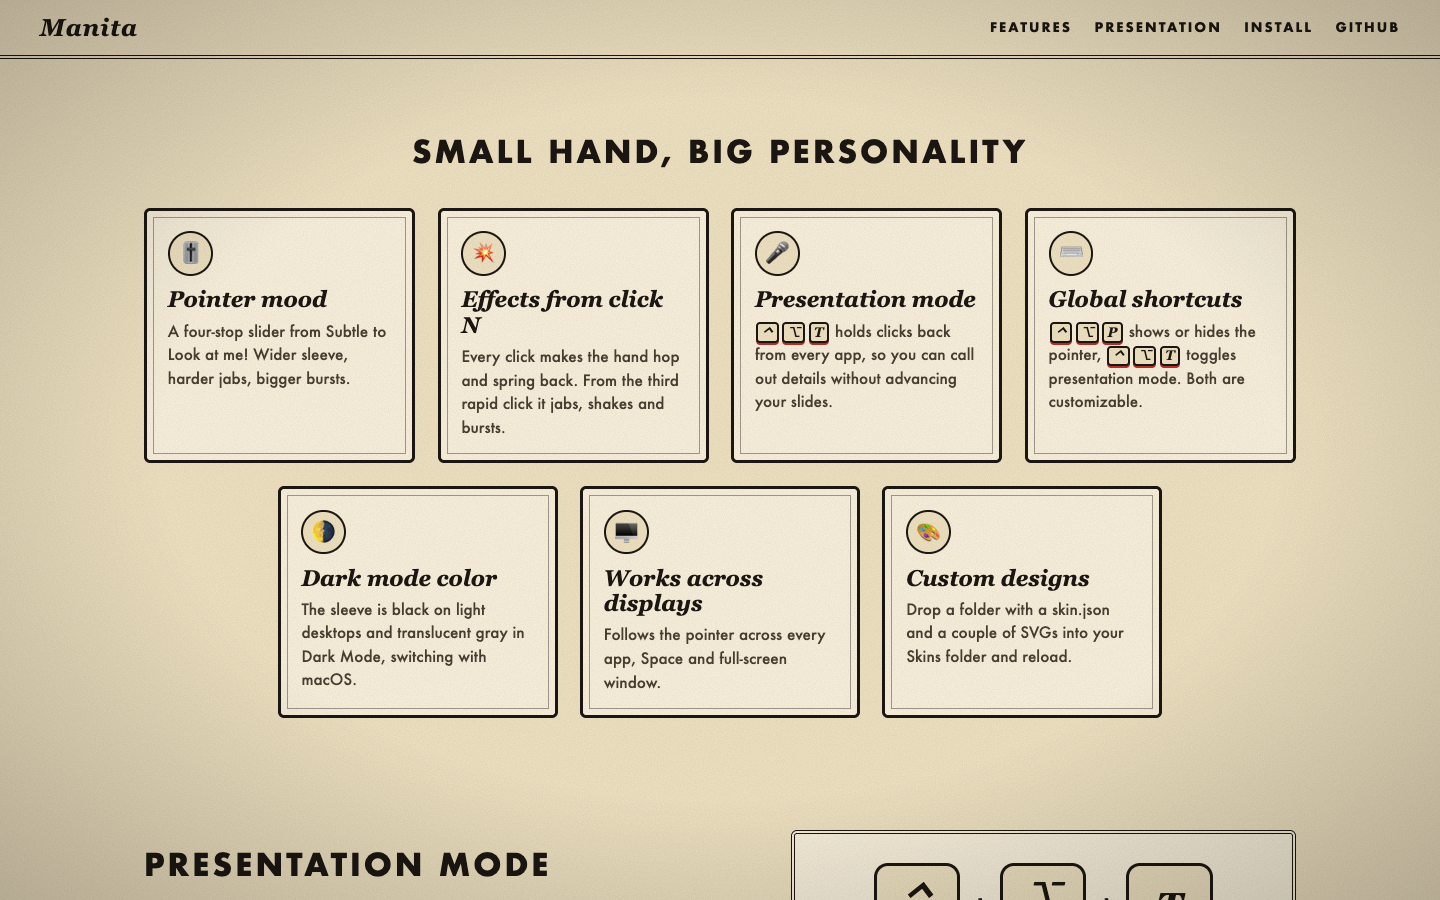 Manita
FEATURES PRESENTATION INSTALL GITHUB
SMALL HAND, BIG PERSONALITY
Pointer mood
A four-stop slider from Subtle to
Look at me! Wider sleeve,
harder jabs, bigger bursts.
Effects from click
N
Every click makes the hand hop
and spring back. From the third
rapid click it jabs, shakes and
bursts.
Presentation mode
⌃ ⌥ T holds clicks back
from every app, so you can call
out details without advancing
your slides.
Global shortcuts
⌃ ⌥ P shows or hides the
pointer, ⌃ ⌥ T toggles
presentation mode. Both are
customizable.
Dark mode color
The sleeve is black on light
desktops and translucent gray in
Dark Mode, switching with
macOS.
Works across
displays
Follows the pointer across every
app, Space and full-screen
window.
Custom designs
Drop a folder with a skin.json
and a couple of SVGs into your
Skins folder and reload.
PRESENTATION MODE
⌃ + ⌥ + T